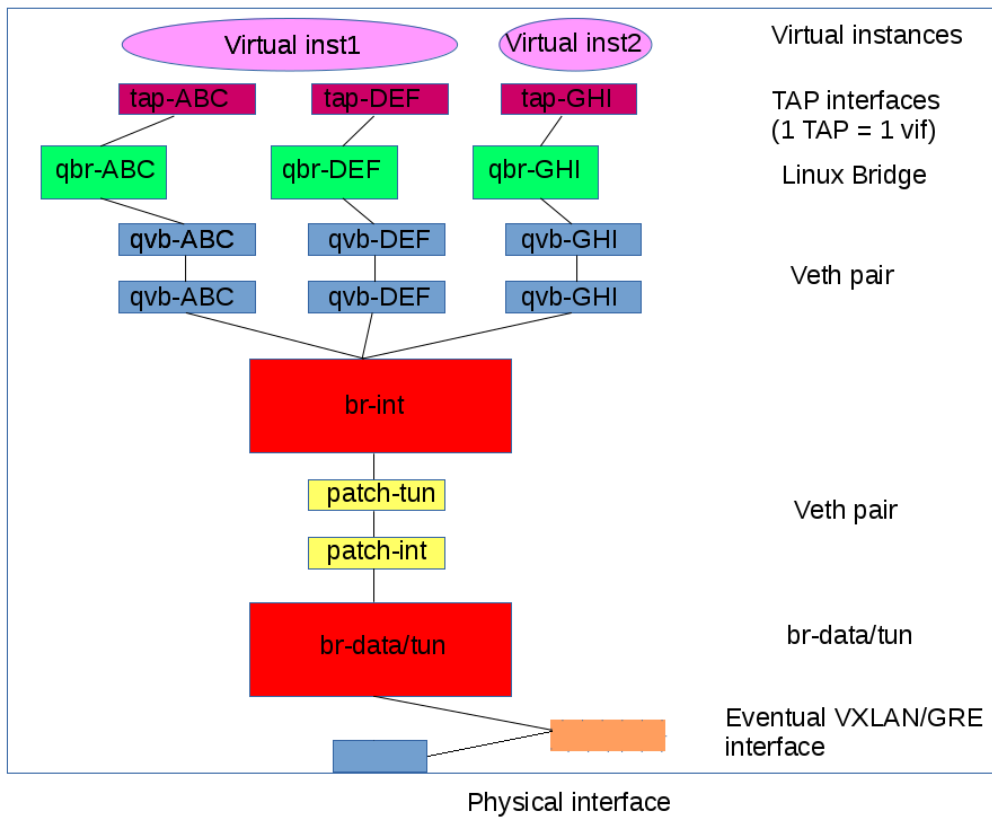 Virtual inst1
Virtual inst2
Virtual instances
tap-ABC
tap-DEF
tap-GHI
TAP interfaces
(1 TAP = 1 vif)
qbr-ABC
qbr-DEF
qbr-GHI
Linux Bridge
qvb-ABC
qvb-DEF
qvb-GHI
Veth pair
qvb-ABC
qvb-DEF
qvb-GHI
br-int
patch-tun
Veth pair
patch-int
br-data/tun
br-data/tun
Eventual VXLAN/GRE
interface
Physical interface